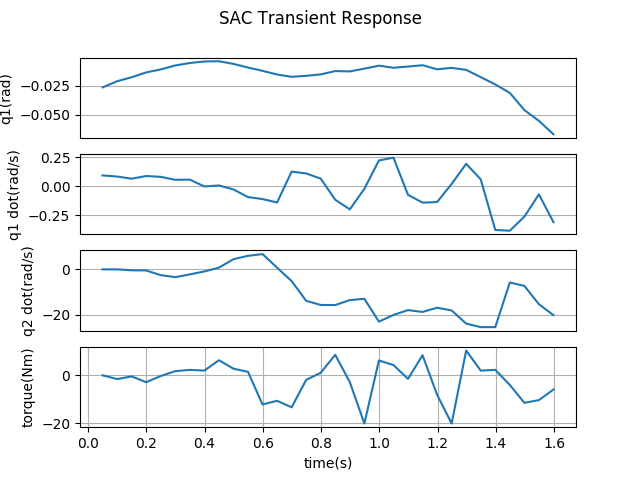 SAC Transient Response
q1(rad)
−0.025
−0.050
q1 dot(rad/s)
0.25
0.00
−0.25
q2 dot(rad/s)
0
−20
torque(Nm)
0
−20
0.0 0.2 0.4 0.6 0.8 1.0 1.2 1.4 1.6
time(s)